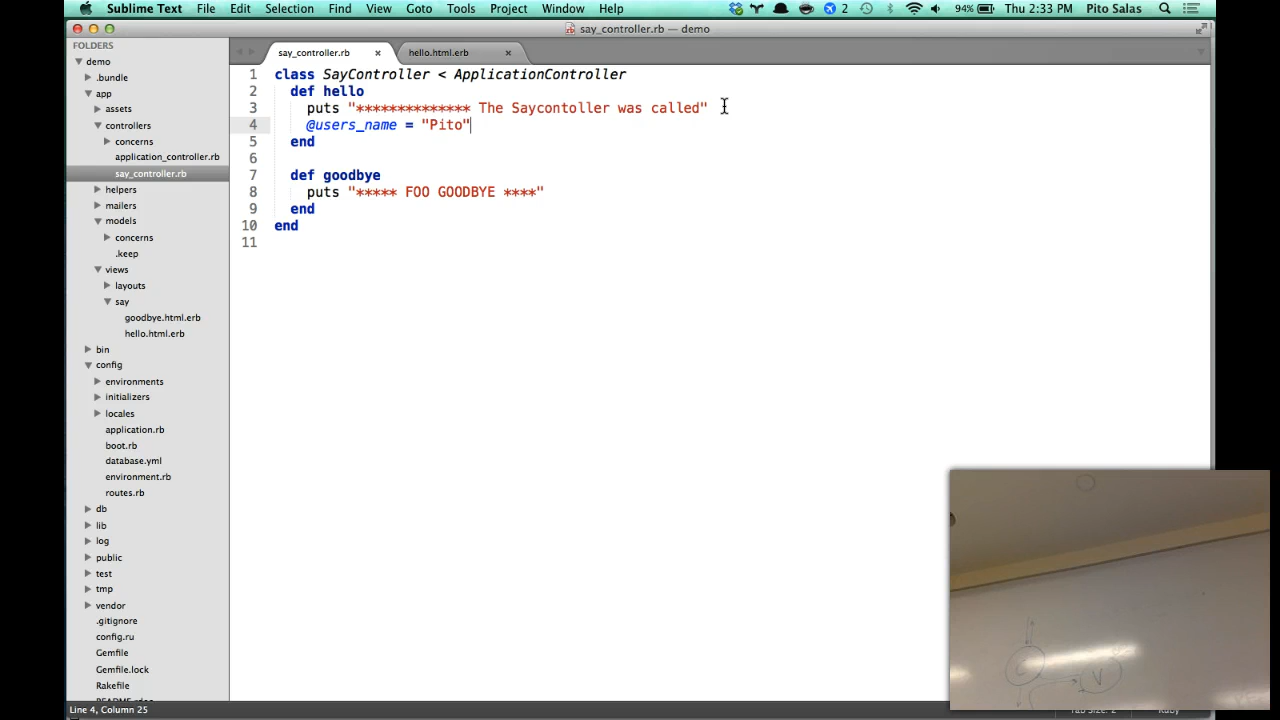 Sublime Text File Edit Selection Find View Goto Tools Project Window Help 2 94% Thu 2:33 PM Pito Salas
say_controller.rb — demo
FOLDERS
demo
.bundle
app
assets
controllers
concerns
application_controller.rb
say_controller.rb
helpers
mailers
models
concerns
.keep
views
layouts
say
goodbye.html.erb
hello.html.erb
bin
config
environments
initializers
locales
application.rb
boot.rb
database.yml
environment.rb
routes.rb
db
lib
log
public
test
tmp
vendor
.gitignore
config.ru
Gemfile
Gemfile.lock
Rakefile
say_controller.rb × hello.html.erb ×
1 class SayController < ApplicationController
2 def hello
3 puts "************** The Saycontoller was called"
4 @users_name = "Pito"
5 end
6
7 def goodbye
8 puts "***** FOO GOODBYE ****"
9 end
10 end
11
Line 4, Column 25
C
V